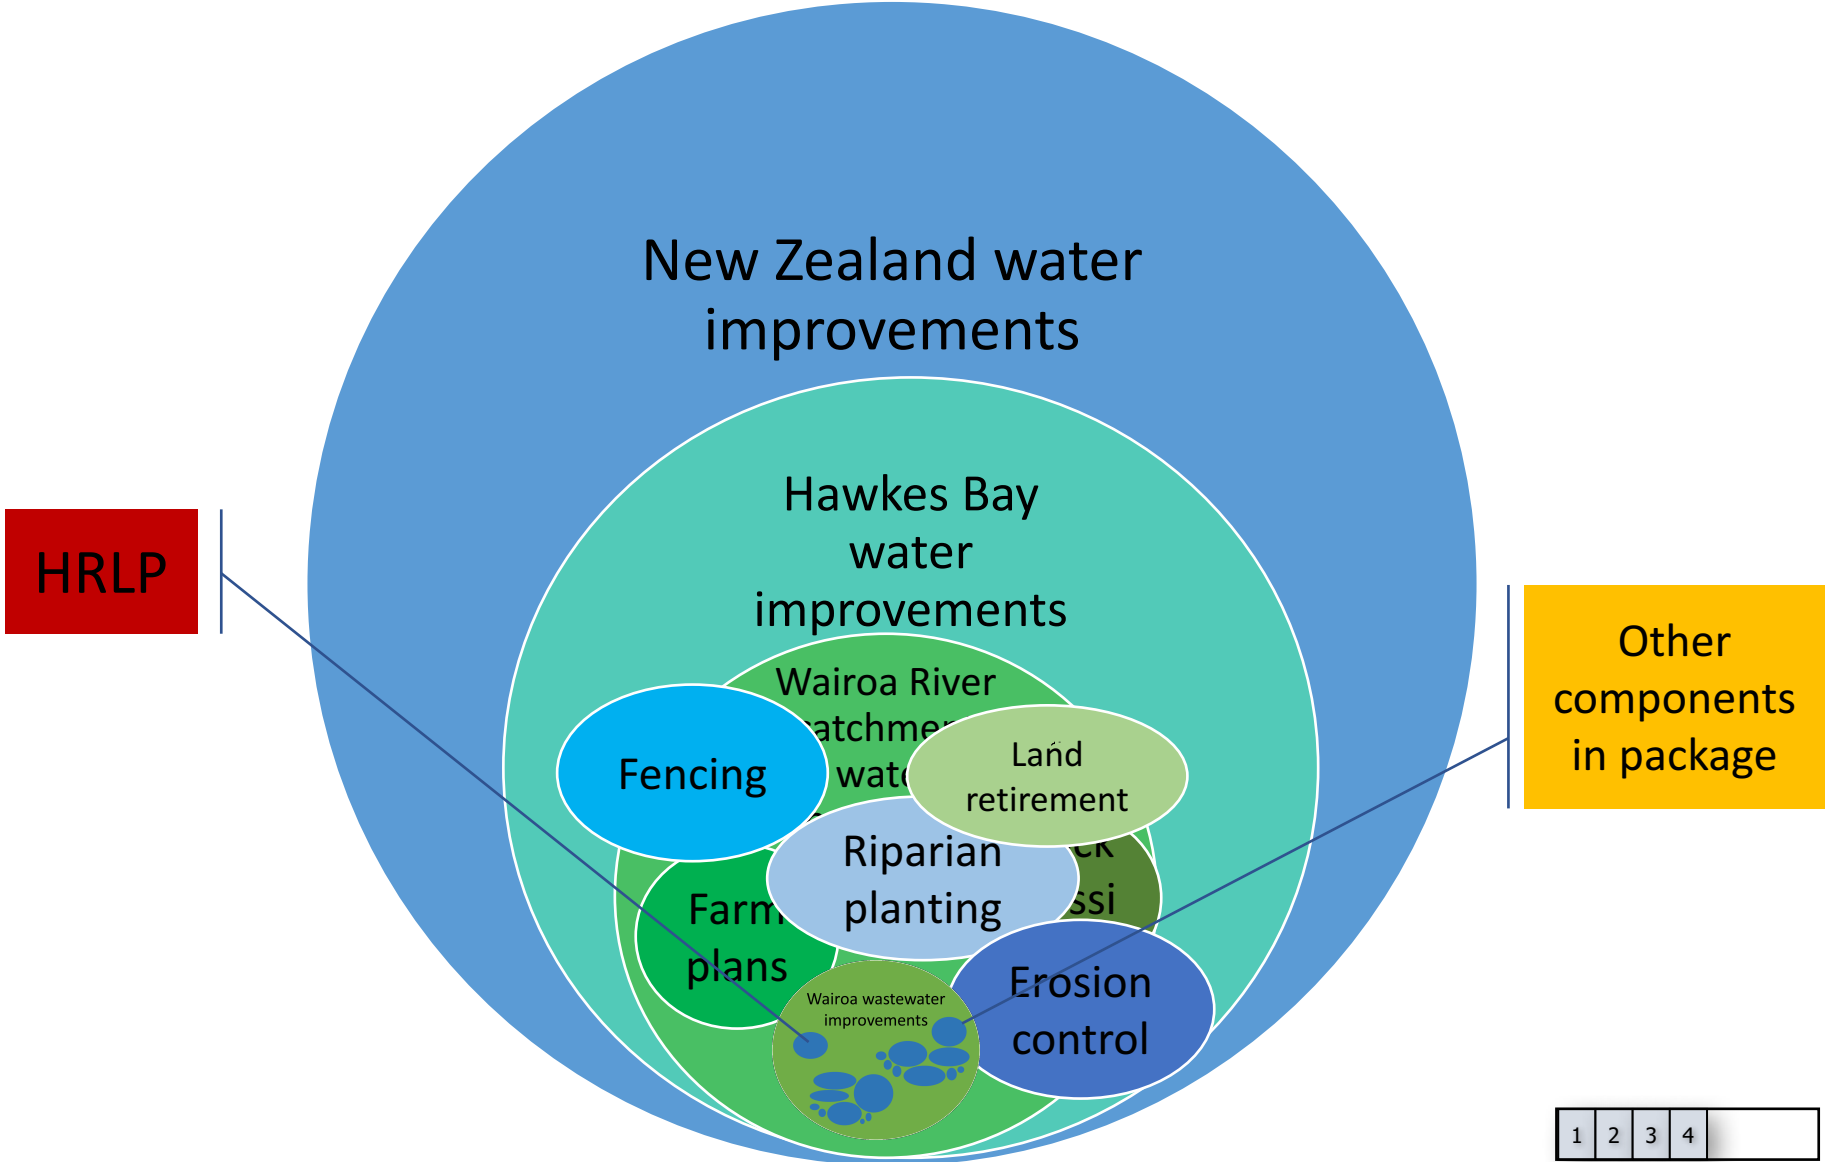 New Zealand water
improvements
Hawkes Bay
water
improvements
HRLP
Other
components
in package
Wairoa River
Fencing
Land
retirement
Riparian
planting
Farm
plans
Erosion
control
Wairoa wastewater
improvements
1 2 3 4